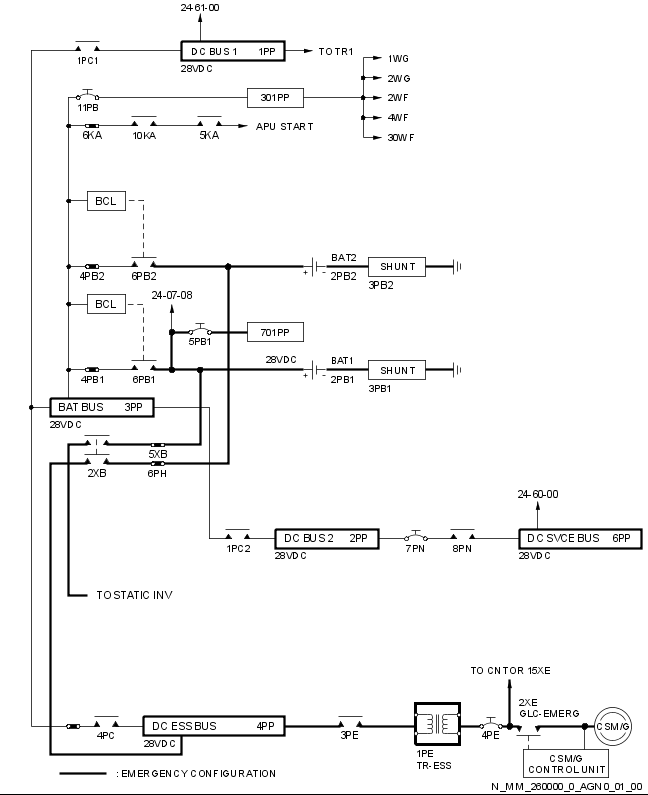 24-61-00
DC BUS 1 1PP
TO TR1
1PC1
28VDC
1WG
2WG
11PB
301PP
2WF
4WF
6KA
10KA
5KA
APU START
30WF
BCL
4PB2
6PB2
BAT2
2PB2
SHUNT
3PB2
+
-
BCL
24-07-08
5PB1
701PP
28VDC
4PB1
6PB1
BAT1
2PB1
SHUNT
3PB1
+
-
BAT BUS 3PP
28VDC
5XB
2XB
6PH
24-60-00
1PC2
DC BUS 2 2PP
7PN
8PN
DC SVCE BUS 6PP
28VDC
28VDC
TO STATIC INV
TO CNTOR 15XE
2XE
GLC-EMERG
4PC
DC ESS BUS 4PP
3PE
4PE
CSM/G
28VDC
1PE
TR-ESS
CSM/G
CONTROL UNIT
: EMERGENCY CONFIGURATION
N_MM_260000_0_AGN0_01_00